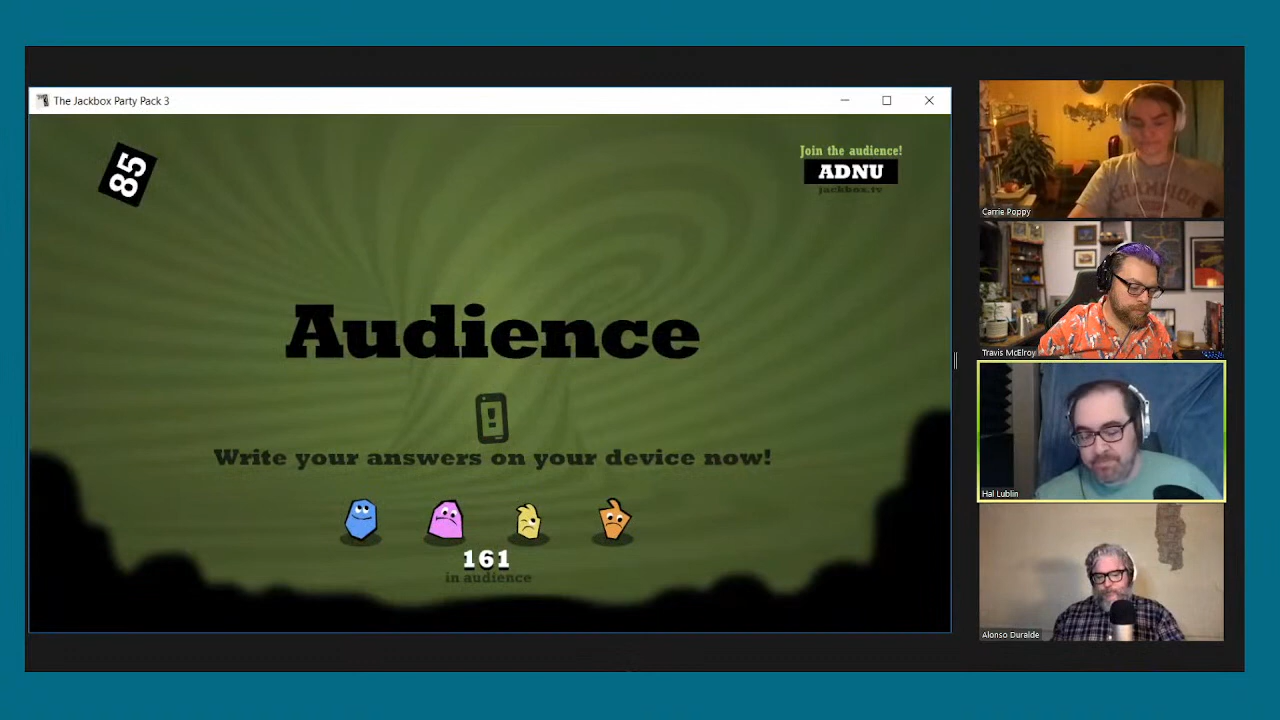 The Jackbox Party Pack 3
85
Join the audience!
ADNU
jackbox.tv
Audience
Write your answers on your device now!
161
in audience
Carrie Poppy
CHAMPION
Travis McElroy
Hal Lublin
Alonso Duralde